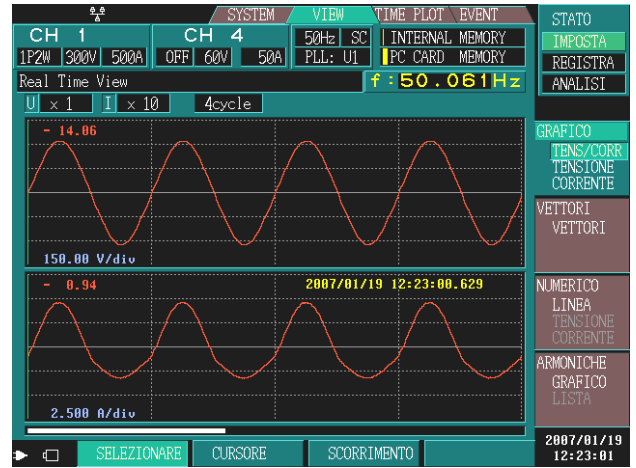 SYSTEM VIEW TIME PLOT EVENT
CH 1 CH 4 50Hz SC INTERNAL MEMORY
1P2W 300V 500A OFF 60V 50A PLL: U1 PC CARD MEMORY
Real Time View f:50.061Hz
U × 1 I × 10 4cycle
- 14.06
150.00 V/div
- 0.94 2007/01/19 12:23:00.629
2.500 A/div
SELEZIONARE CURSORE SCORRIMENTO
STATO
IMPOSTA
REGISTRA
ANALISI
GRAFICO
TENS/CORR
TENSIONE
CORRENTE
VETTORI
VETTORI
NUMERICO
LINEA
TENSIONE
CORRENTE
ARMONICHE
GRAFICO
LISTA
2007/01/19
12:23:01